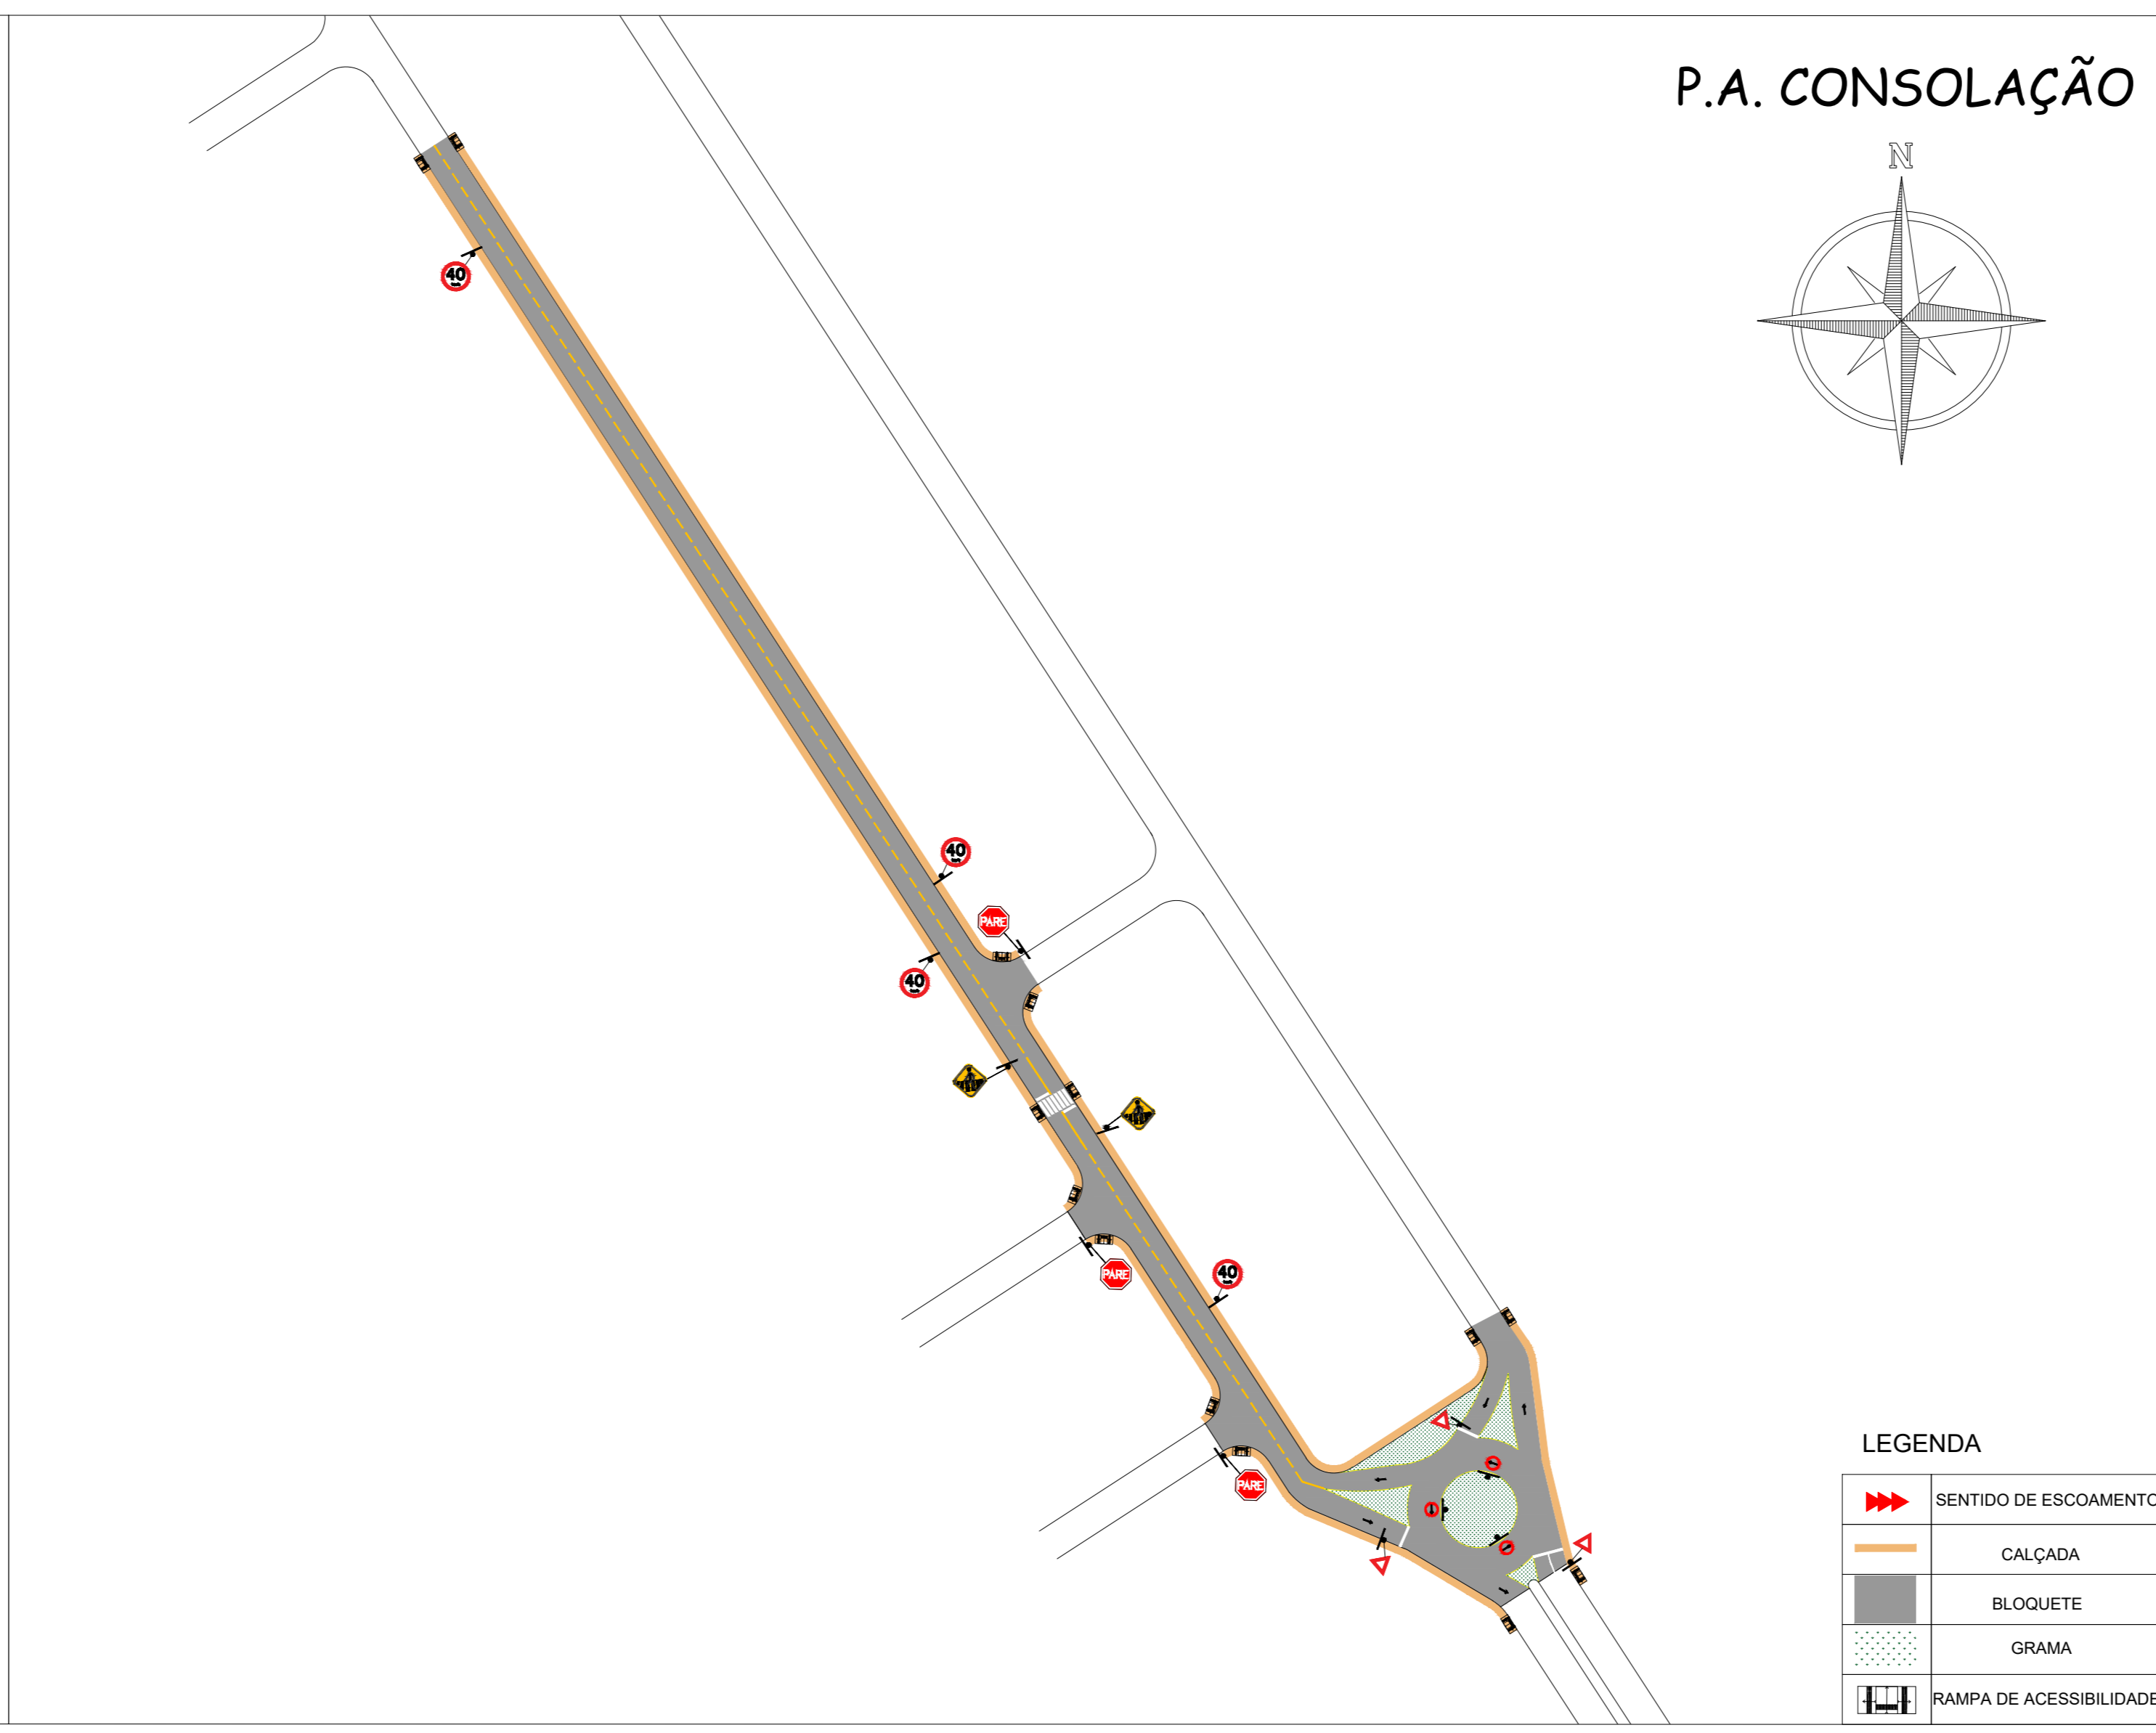 P.A. CONSOLAÇÃO
N
40
40
PARE
40
PARE
40
PARE
LEGENDA
SENTIDO DE ESCOAMENTO
CALÇADA
BLOQUETE
GRAMA
RAMPA DE ACESSIBILIDADE